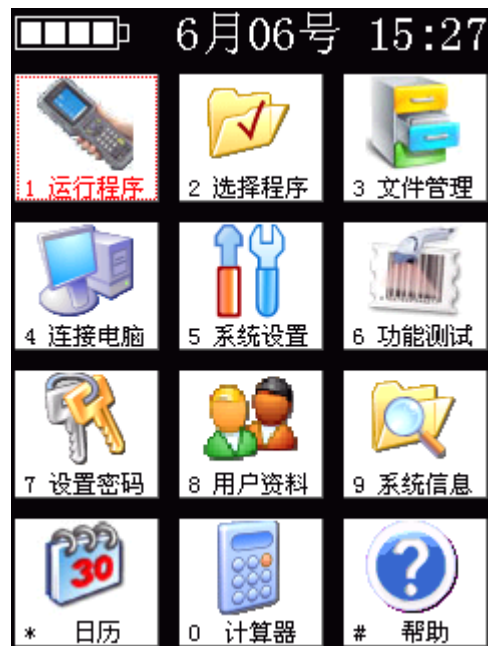 6月06号 15:27
1 运行程序
2 选择程序
3 文件管理
4 连接电脑
5 系统设置
6 功能测试
7 设置密码
8 用户资料
9 系统信息
30
* 日历
0 计算器
?
# 帮助